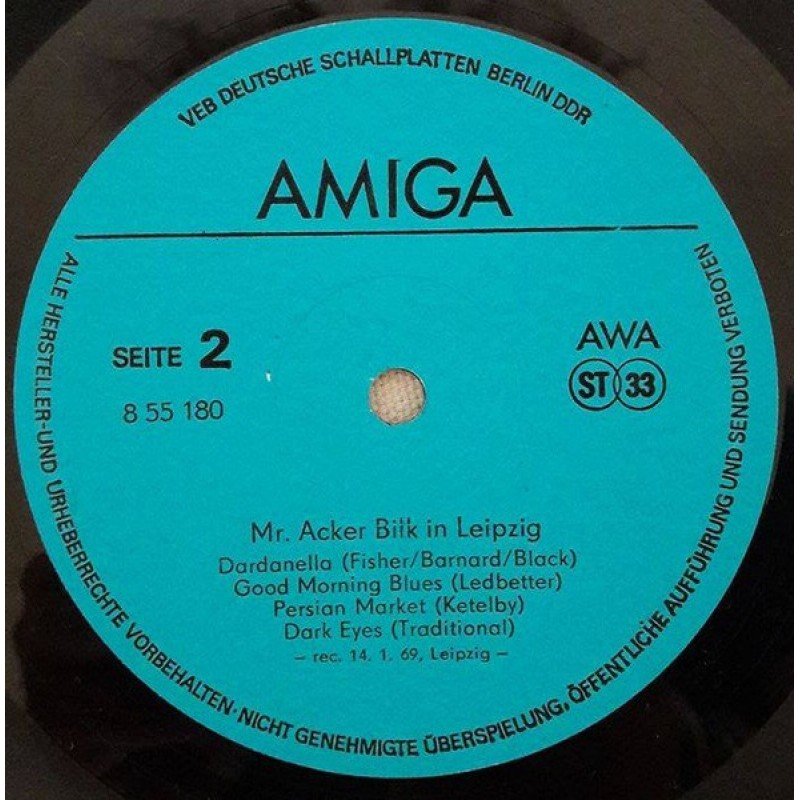 VEB DEUTSCHE SCHALLPLATTEN BERLIN DDR
AMIGA
SEITE 2
8 55 180
AWA
ST 33
Mr. Acker Bilk in Leipzig
Dardanella (Fisher/Barnard/Black)
Good Morning Blues (Ledbetter)
Persian Market (Ketelby)
Dark Eyes (Traditional)
– rec. 14. 1. 69, Leipzig –
ALLE HERSTELLER-UND URHEBERRECHTE VORBEHALTEN·NICHT GENEHMIGTE ÜBERSPIELUNG, ÖFFENTLICHE AUFFÜHRUNG UND SENDUNG VERBOTEN